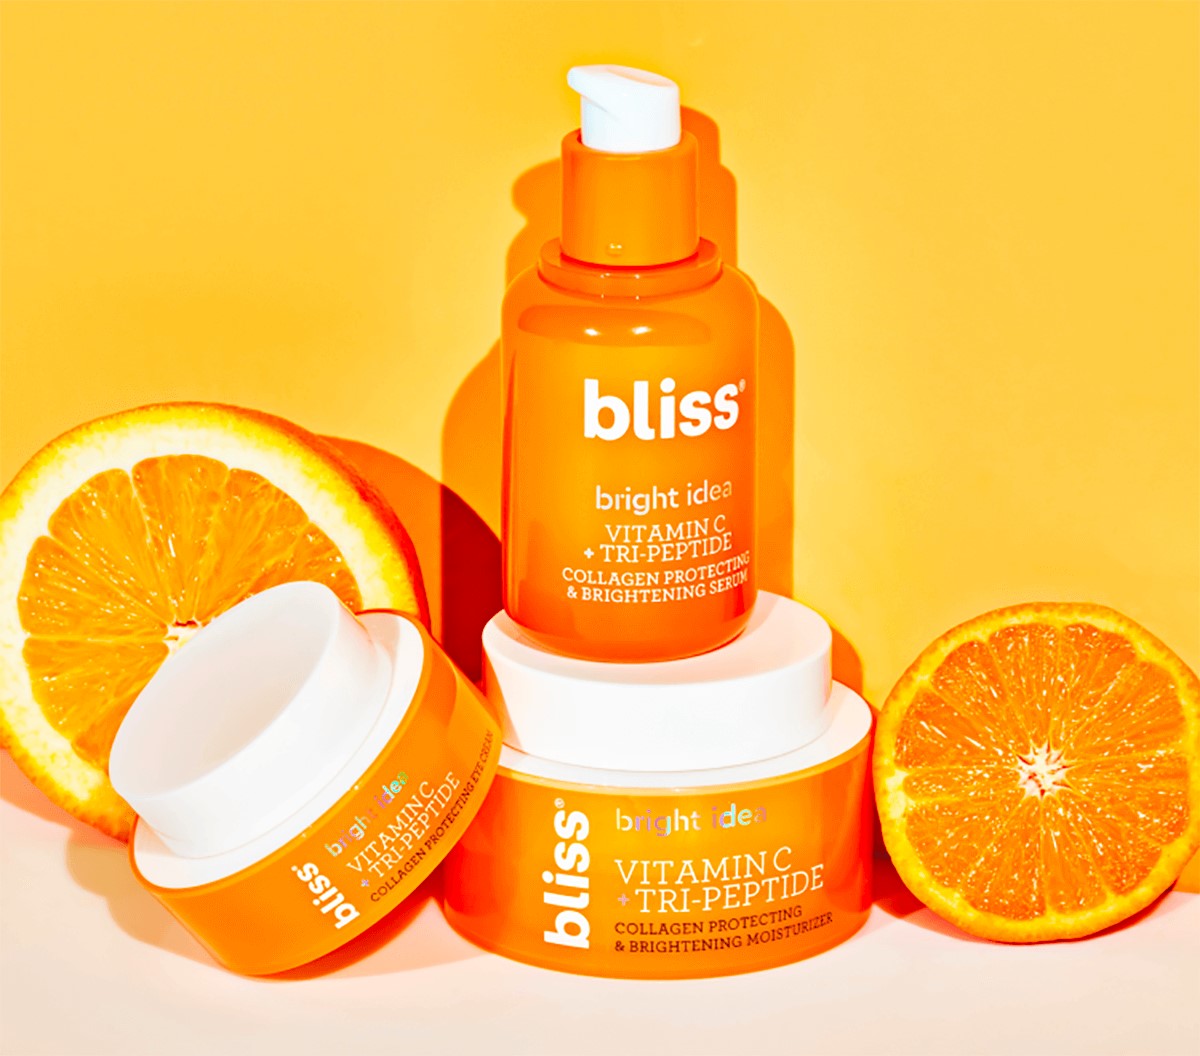 bliss®
bright idea
VITAMIN C
+ TRI-PEPTIDE
COLLAGEN PROTECTING
& BRIGHTENING SERUM
bliss®
bright idea
VITAMIN C
+ TRI-PEPTIDE
COLLAGEN PROTECTING EYE CREAM
bliss®
bright idea
VITAMIN C
+ TRI-PEPTIDE
COLLAGEN PROTECTING
& BRIGHTENING MOISTURIZER